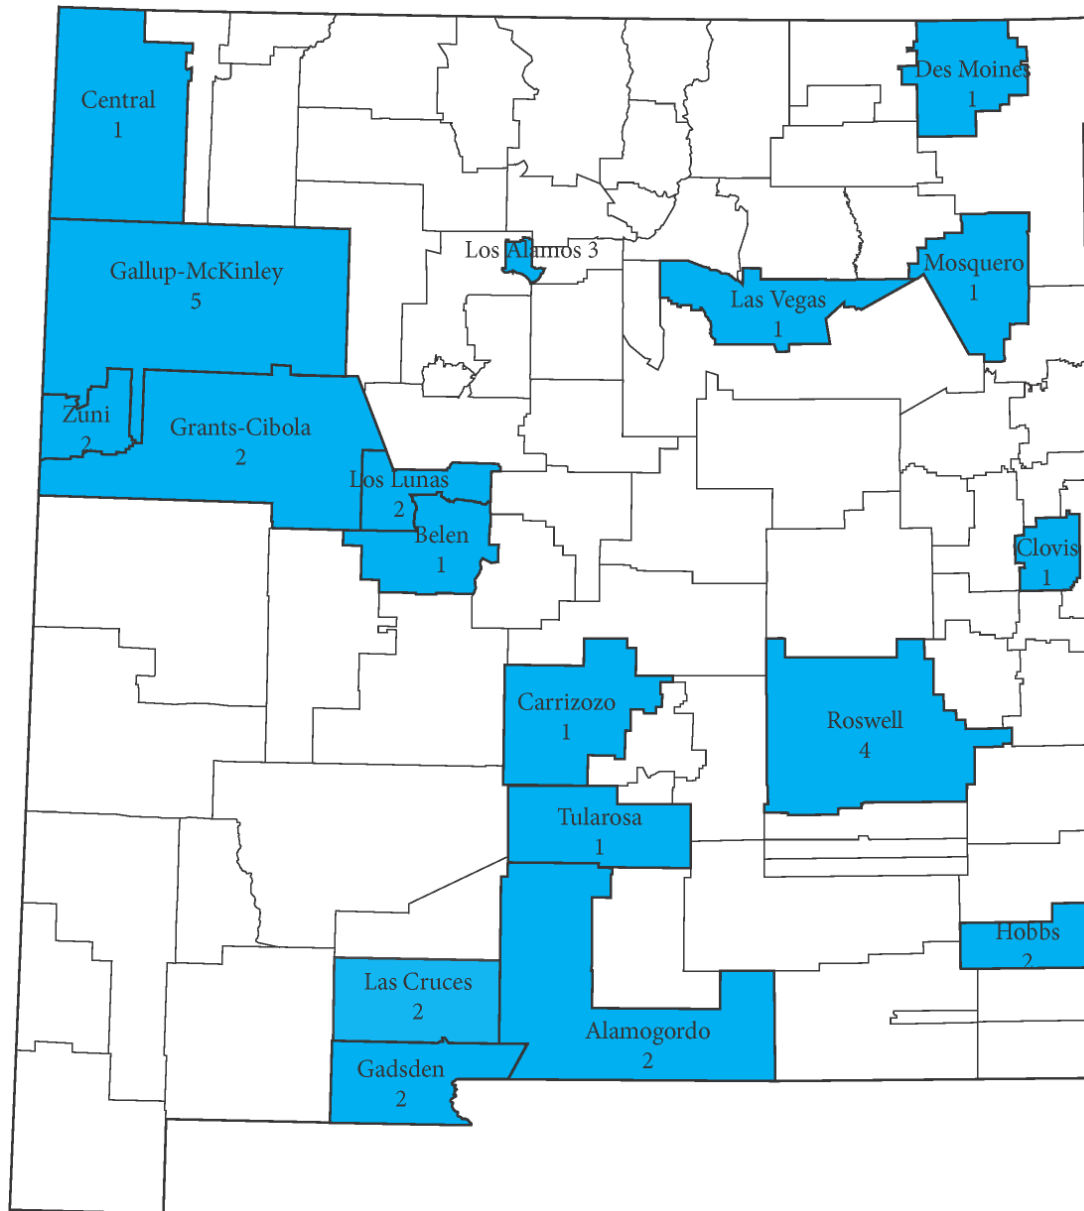 Des Moines
1
Central
1
Los Alamos 3
Mosquero
1
Gallup-McKinley
5
Las Vegas
1
Zuni
2
Grants-Cibola
2
Los Lunas
2
Belen
1
Clovis
1
Carrizozo
1
Roswell
4
Tularosa
1
Hobbs
2
Las Cruces
2
Alamogordo
2
Gadsden
2